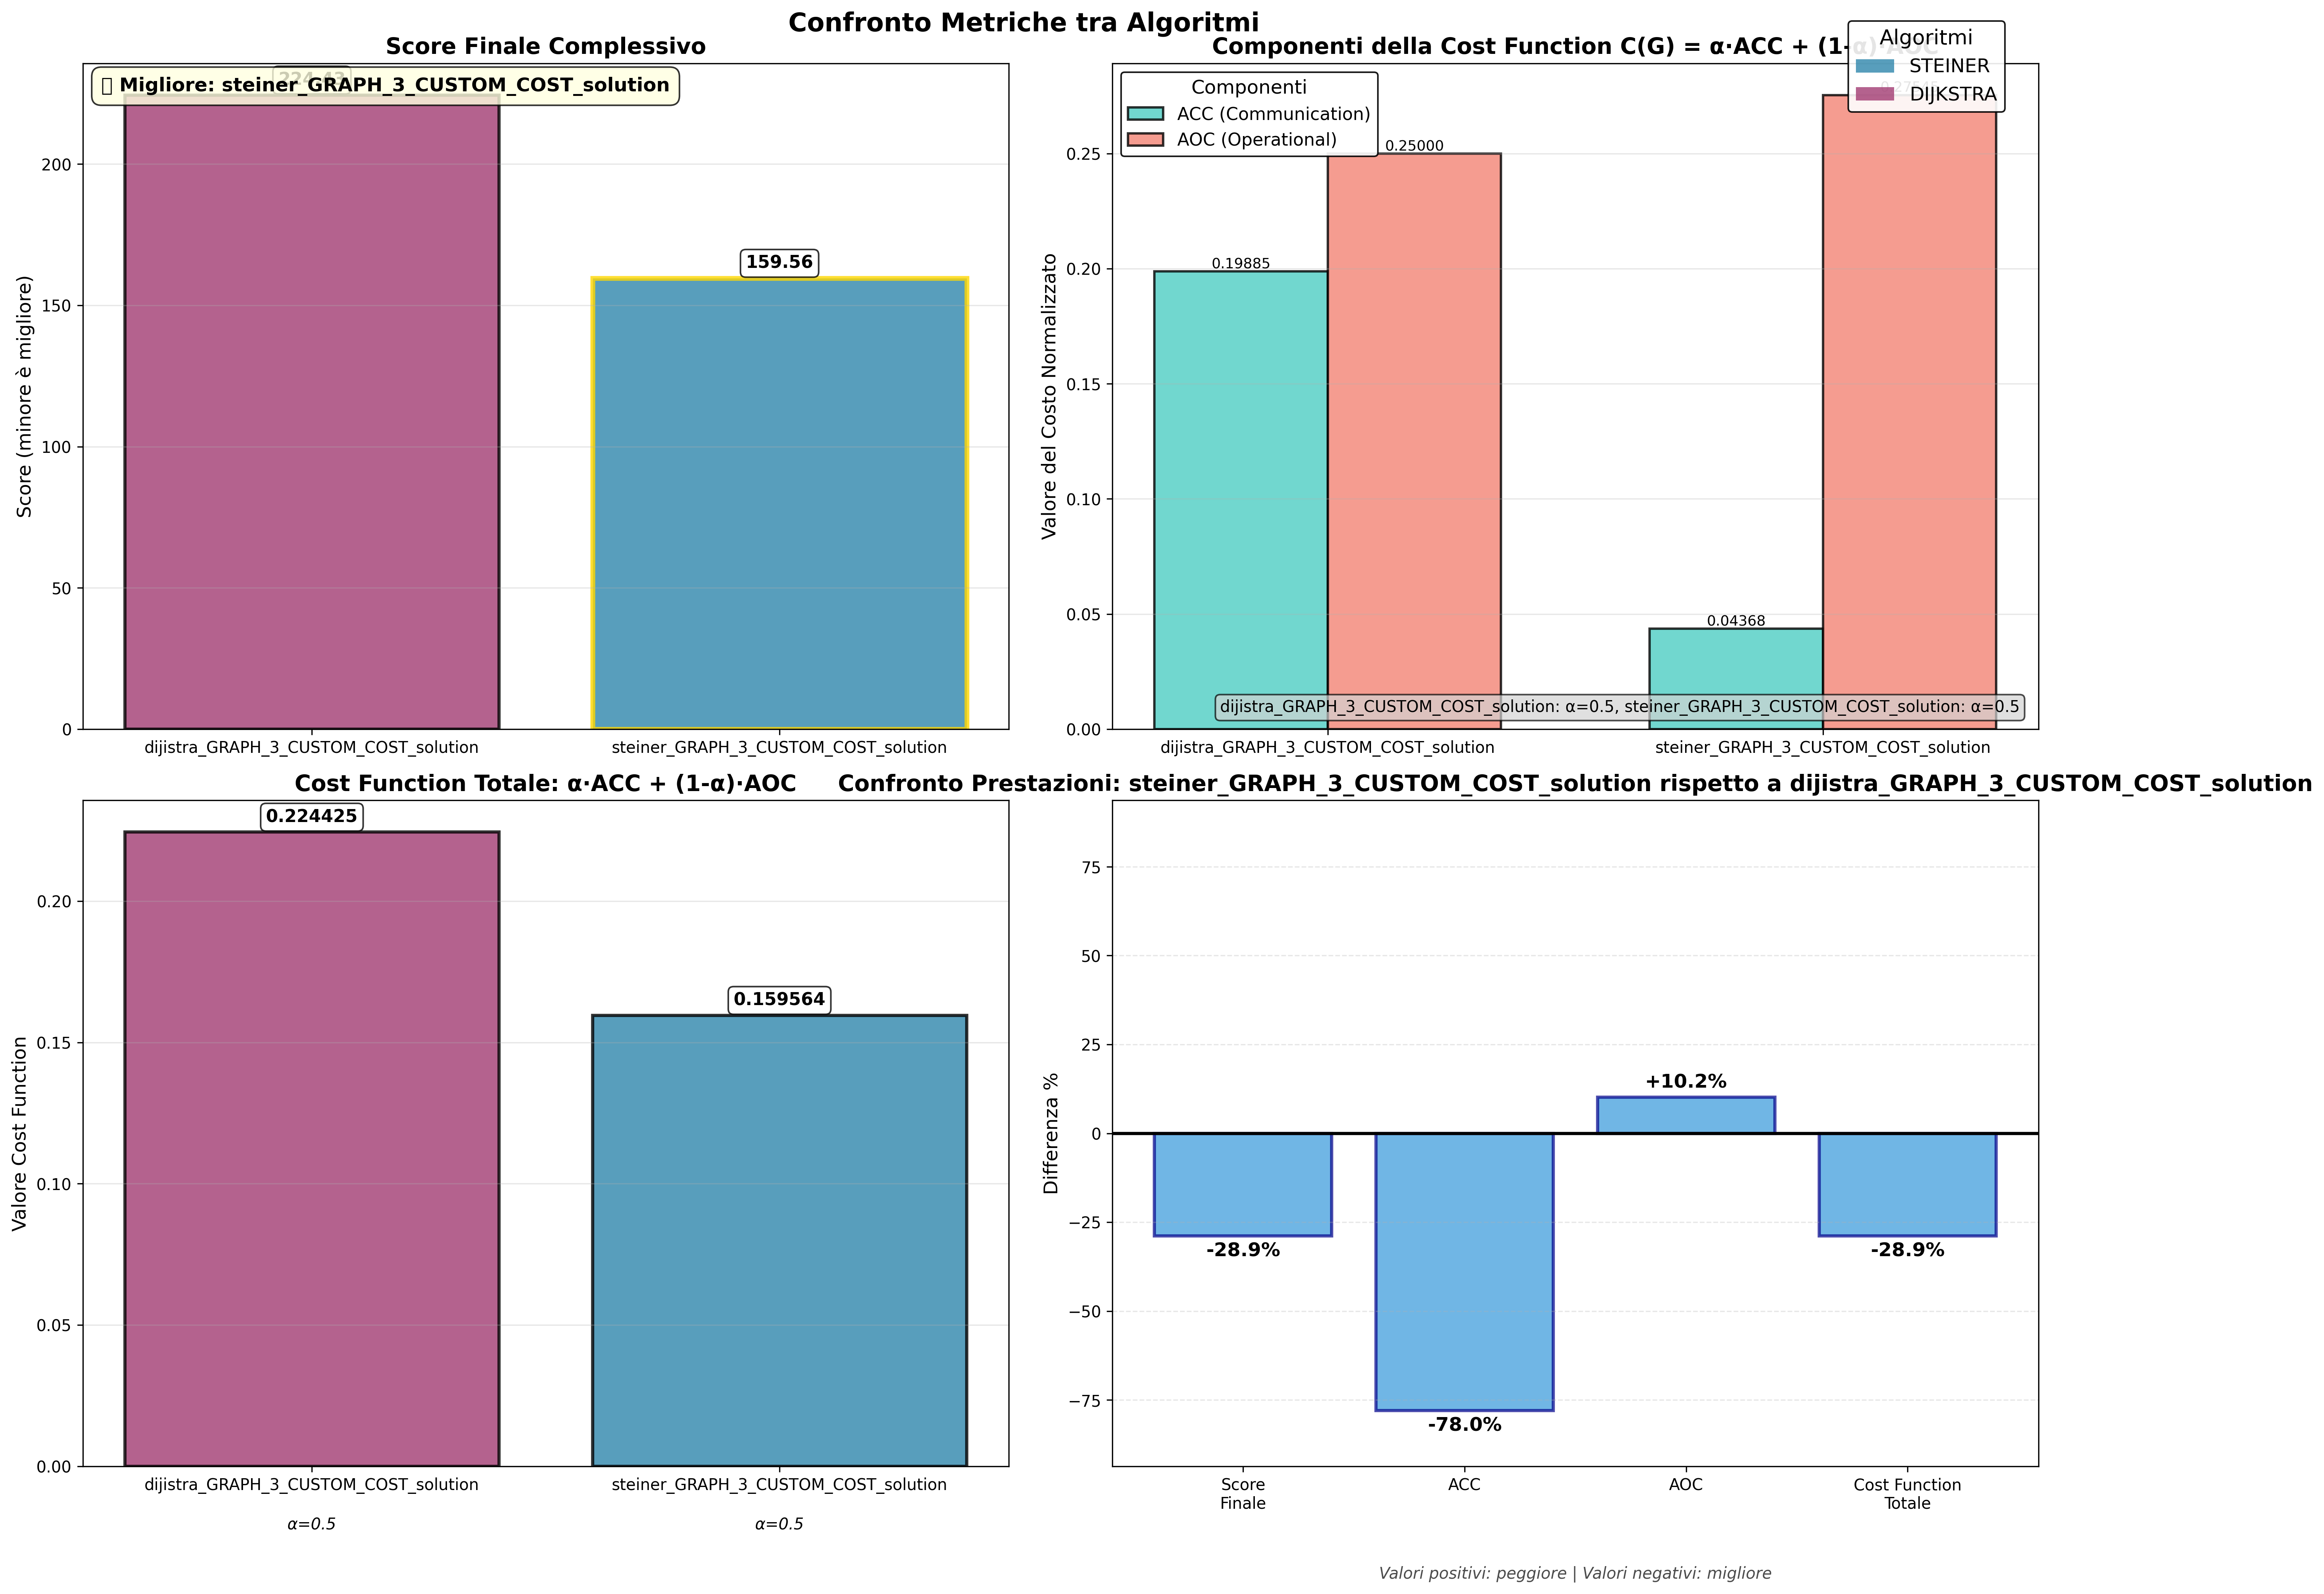 Confronto Metriche tra Algoritmi
Score Finale Complessivo
224.43
Migliore: steiner_GRAPH_3_CUSTOM_COST_solution
Score (minore è migliore)
200
150
100
50
0
159.56
dijistra_GRAPH_3_CUSTOM_COST_solution
steiner_GRAPH_3_CUSTOM_COST_solution
Componenti della Cost Function C(G) = α·ACC + (1-α)·AOC
Algoritmi
STEINER
DIJKSTRA
Componenti
ACC (Communication)
AOC (Operational)
Valore del Costo Normalizzato
0.25
0.20
0.15
0.10
0.05
0.00
0.19885
0.25000
0.04368
dijistra_GRAPH_3_CUSTOM_COST_solution: α=0.5, steiner_GRAPH_3_CUSTOM_COST_solution: α=0.5
dijistra_GRAPH_3_CUSTOM_COST_solution
steiner_GRAPH_3_CUSTOM_COST_solution
Cost Function Totale: α·ACC + (1-α)·AOC
0.224425
0.159564
Valore Cost Function
0.20
0.15
0.10
0.05
0.00
dijistra_GRAPH_3_CUSTOM_COST_solution
steiner_GRAPH_3_CUSTOM_COST_solution
α=0.5
α=0.5
Confronto Prestazioni: steiner_GRAPH_3_CUSTOM_COST_solution rispetto a dijistra_GRAPH_3_CUSTOM_COST_solution
Differenza %
75
50
25
0
−25
−50
−75
-28.9%
-78.0%
+10.2%
-28.9%
Score
Finale
ACC
AOC
Cost Function
Totale
Valori positivi: peggiore | Valori negativi: migliore